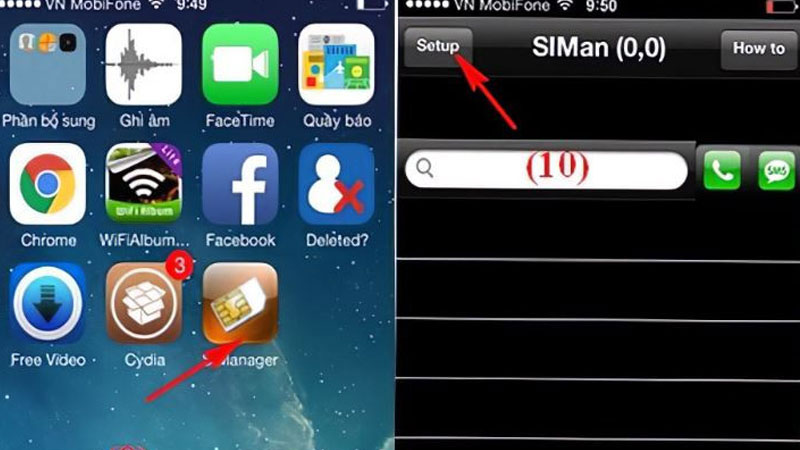 VN MobiFone 9:49
Phần bổ sung Ghi âm FaceTime Quầy báo
Lite
WiFi Album
Chrome WiFiAlbum... Facebook Deleted?
3
Free Video Cydia Manager
VN MobiFone 9:50
Setup SIMan (0,0) How to
(10)
SMS